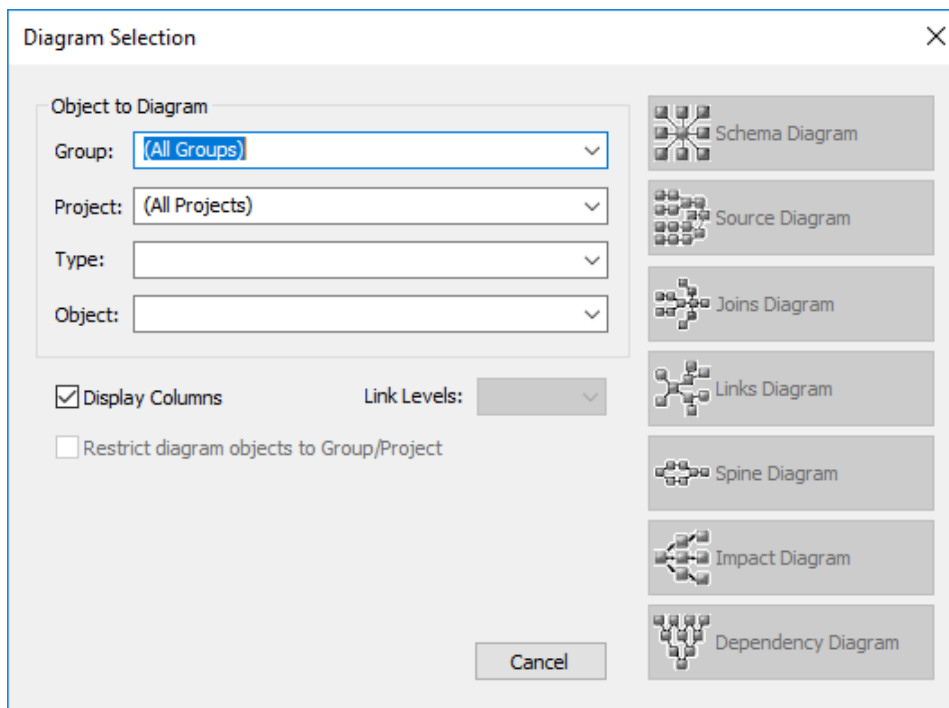 Diagram Selection
Object to Diagram
Group: (All Groups)
Project: (All Projects)
Type:
Object:
Display Columns
Link Levels:
Restrict diagram objects to Group/Project
Cancel
Schema Diagram
Source Diagram
Joins Diagram
Links Diagram
Spine Diagram
Impact Diagram
Dependency Diagram